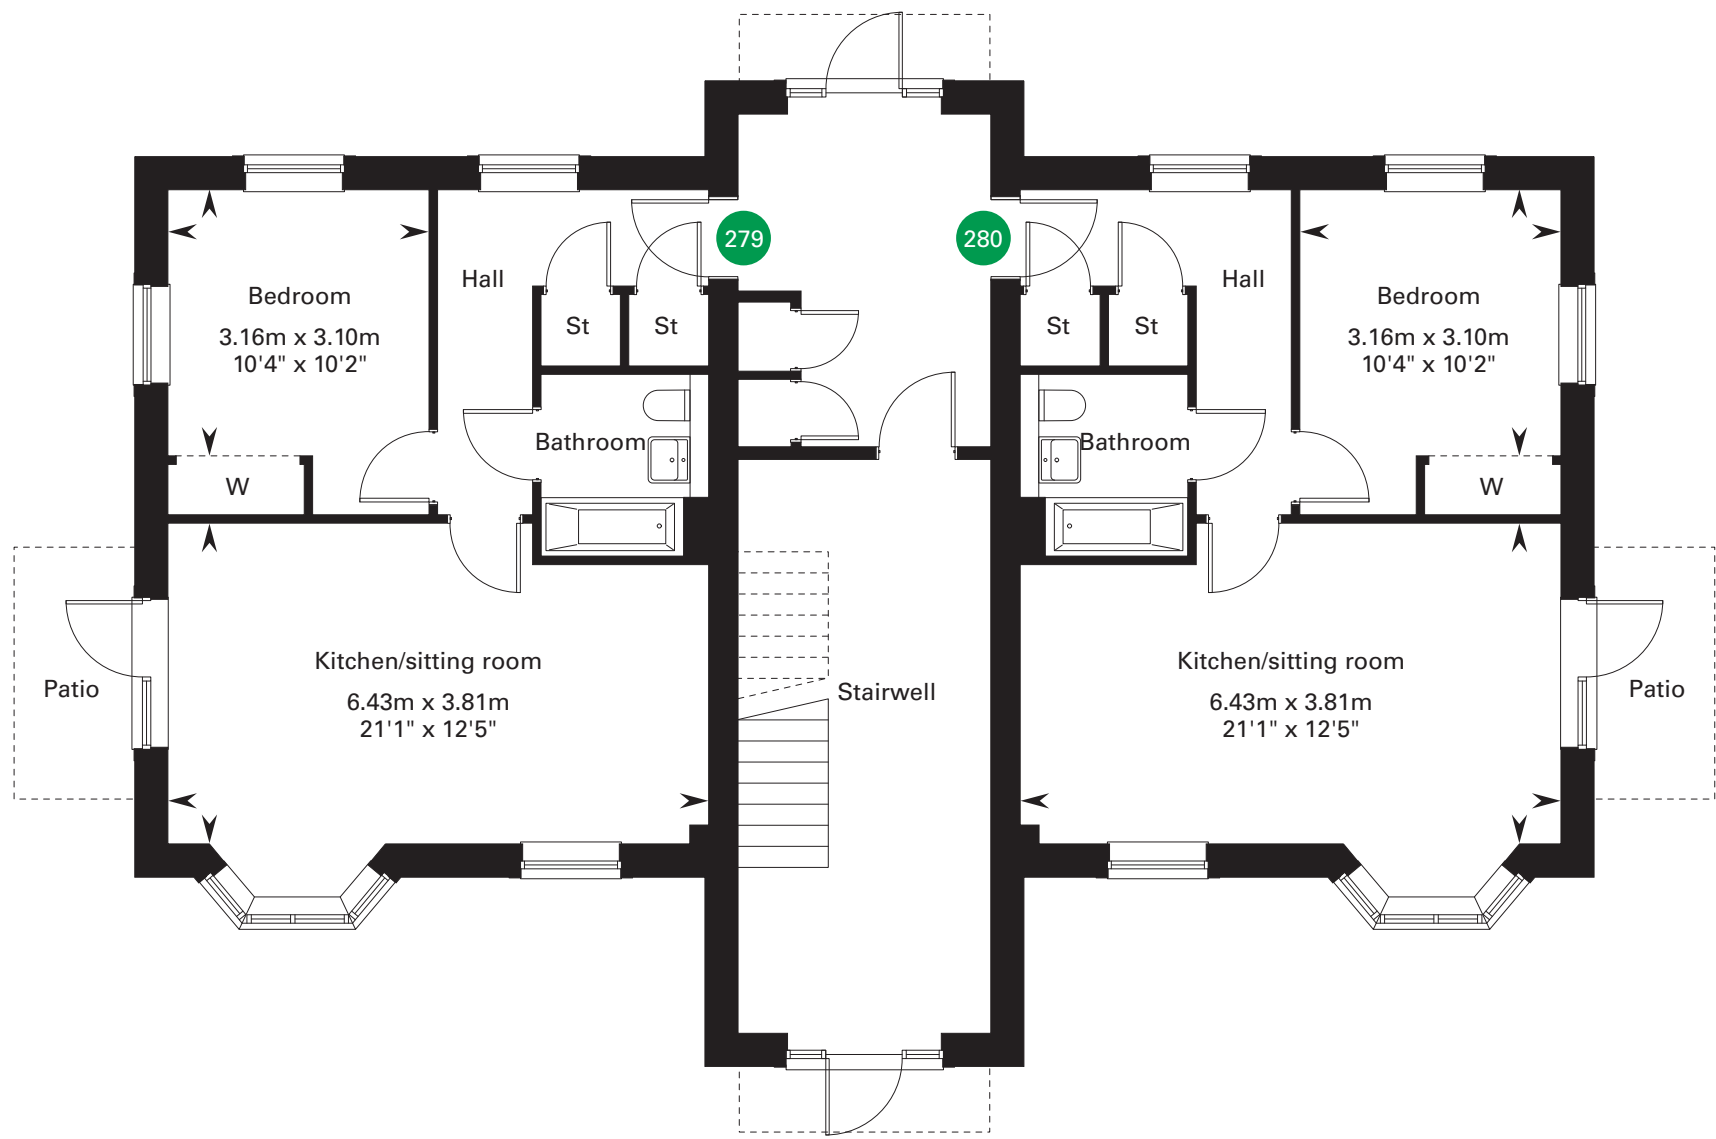 279
280
Hall
Hall
Bedroom
3.16m x 3.10m
10'4" x 10'2"
Bedroom
3.16m x 3.10m
10'4" x 10'2"
St
St
St
St
Bathroom
Bathroom
W
W
Kitchen/sitting room
6.43m x 3.81m
21'1" x 12'5"
Kitchen/sitting room
6.43m x 3.81m
21'1" x 12'5"
Patio
Stairwell
Patio